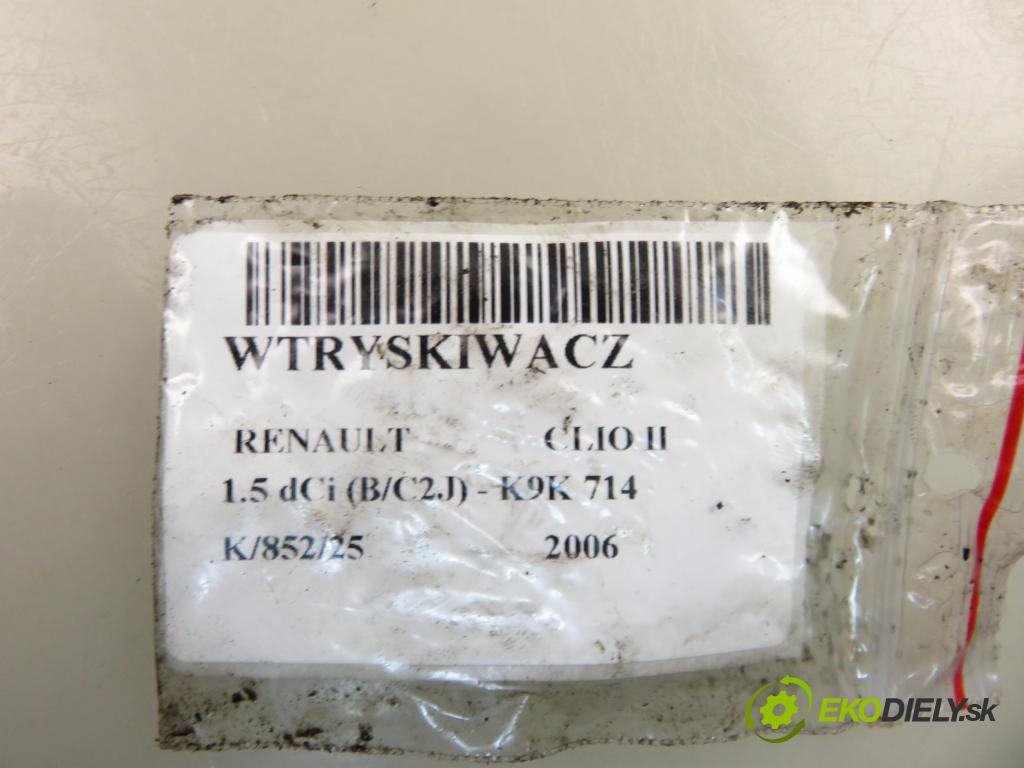 WTRYSKIWACZ
RENAULT CLIO II
1.5 dCi (B/C2J) - K9K 714
K/852/25 2006
EKODIELY.sk